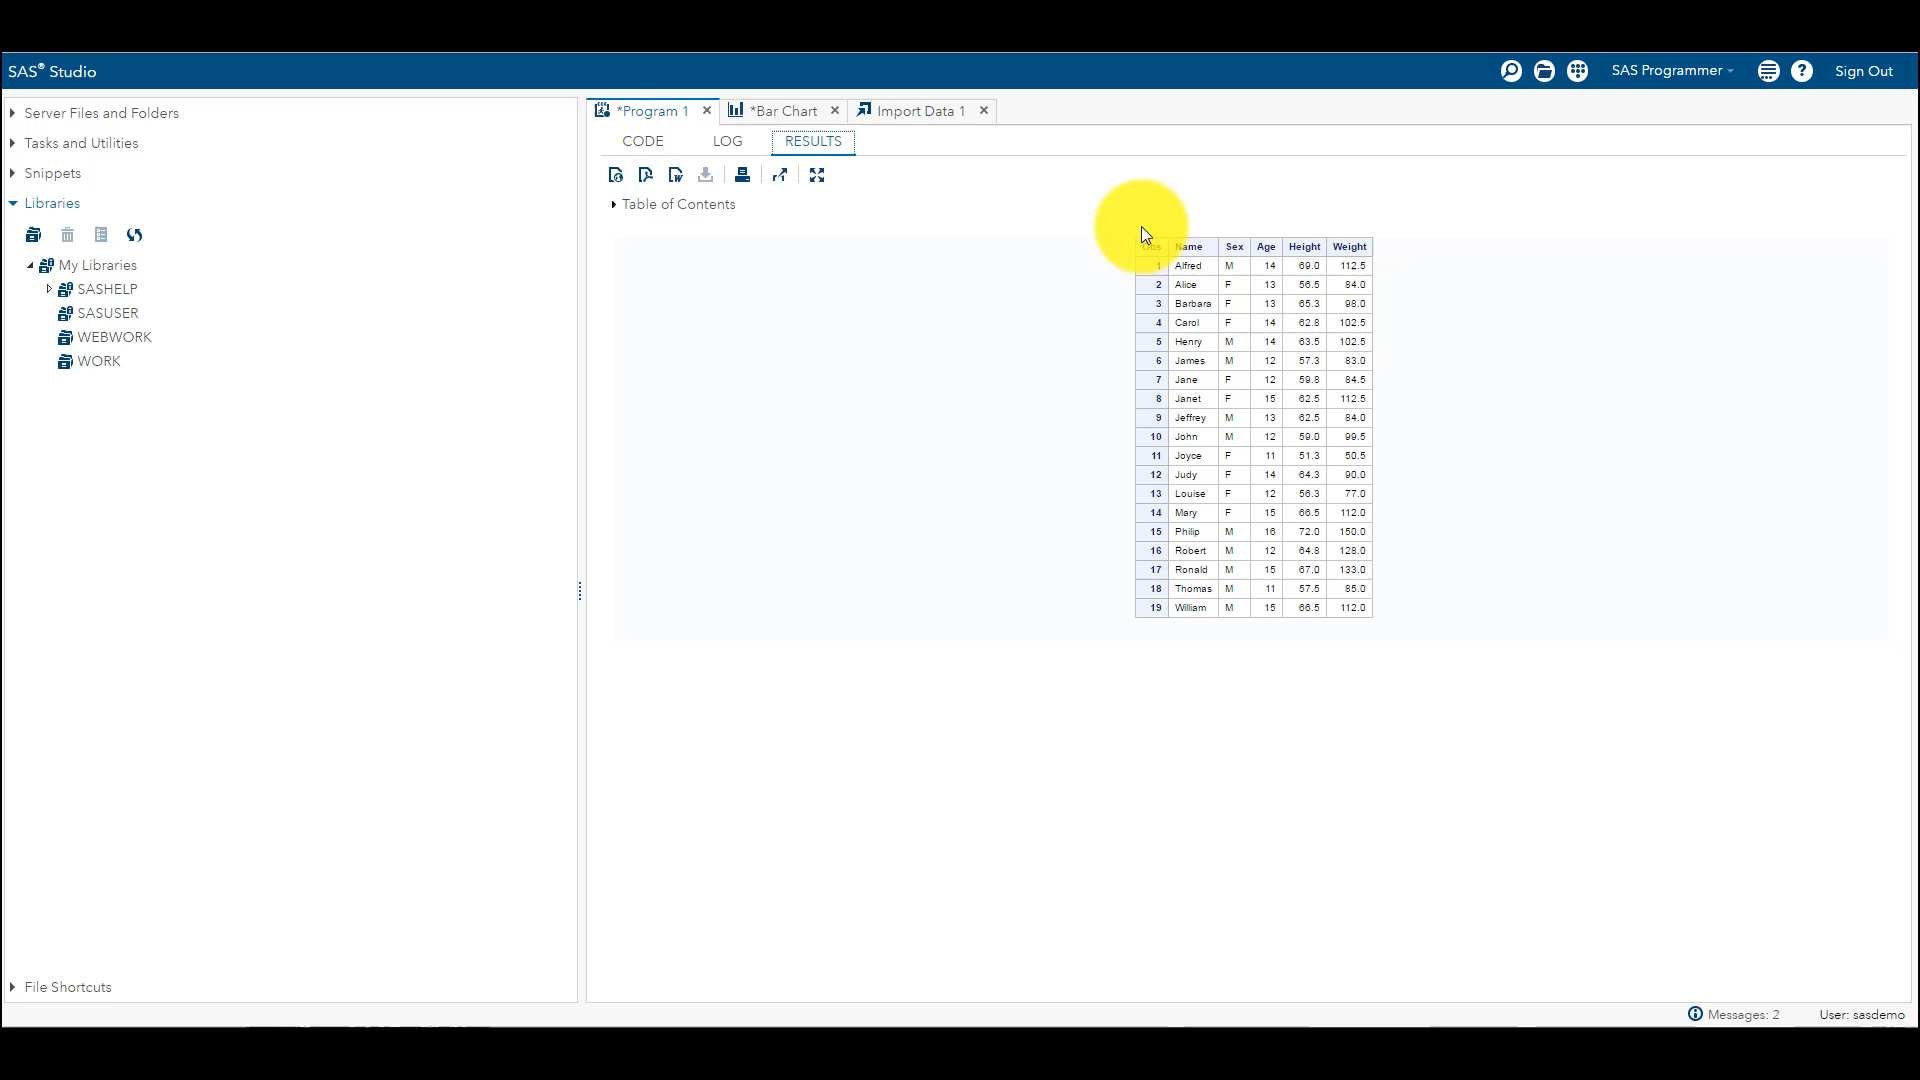 SAS® Studio
SAS Programmer
Sign Out
Server Files and Folders
Tasks and Utilities
Snippets
Libraries
My Libraries
SASHELP
SASUSER
WEBWORK
WORK
File Shortcuts
*Program 1
*Bar Chart
Import Data 1
CODE LOG RESULTS
Table of Contents
Obs Name Sex Age Height Weight
1 Alfred M 14 69.0 112.5
2 Alice F 13 56.5 84.0
3 Barbara F 13 65.3 98.0
4 Carol F 14 62.8 102.5
5 Henry M 14 63.5 102.5
6 James M 12 57.3 83.0
7 Jane F 12 59.8 84.5
8 Janet F 15 62.5 112.5
9 Jeffrey M 13 62.5 84.0
10 John M 12 59.0 99.5
11 Joyce F 11 51.3 50.5
12 Judy F 14 64.3 90.0
13 Louise F 12 56.3 77.0
14 Mary F 15 66.5 112.0
15 Philip M 16 72.0 150.0
16 Robert M 12 64.8 128.0
17 Ronald M 15 67.0 133.0
18 Thomas M 11 57.5 85.0
19 William M 15 66.5 112.0
Messages: 2
User: sasdemo